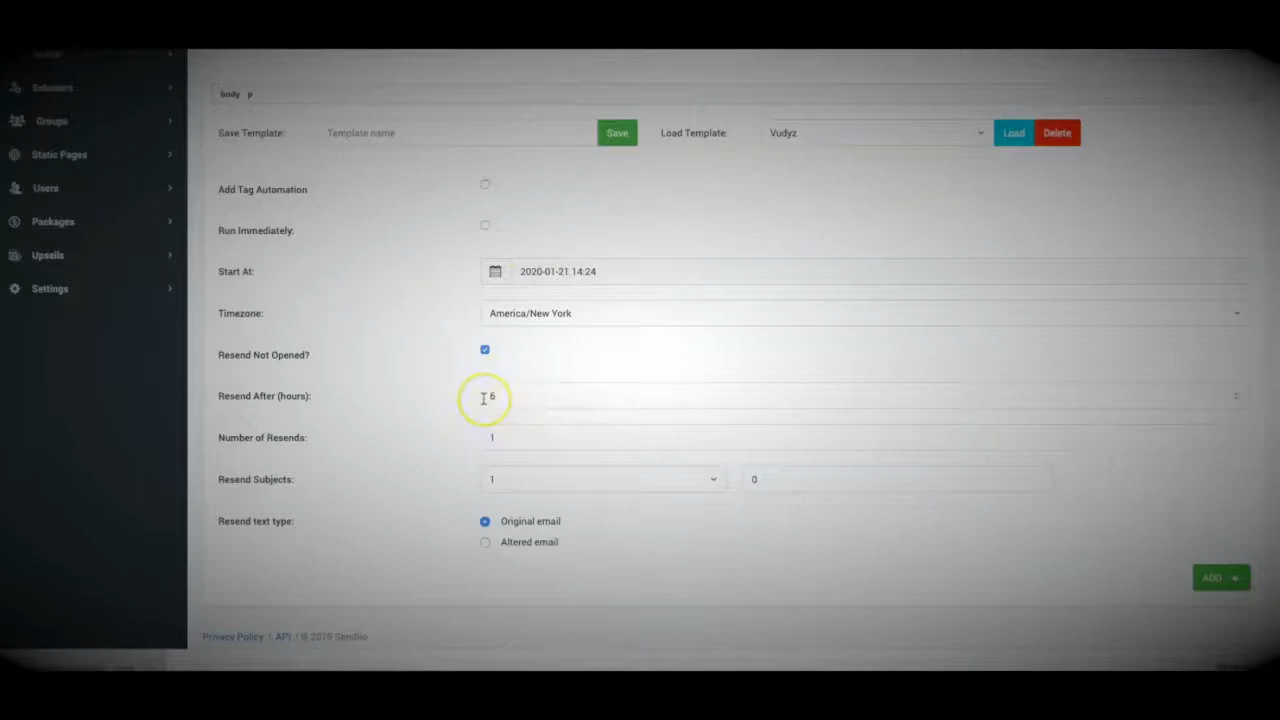 body p
Save Template: Template name Save Load Template: Vudyz Load Delete
Groups
Static Pages
Add Tag Automation
Users
Packages
Run Immediately:
Upsells
Start At: 2020-01-21 14:24
Settings
Timezone: America/New York
Resend Not Opened?
Resend After (hours): 6
Number of Resends: 1
Resend Subjects: 1 0
Resend text type: Original email
Altered email
ADD
Privacy Policy | API | © 2019 Sendiio